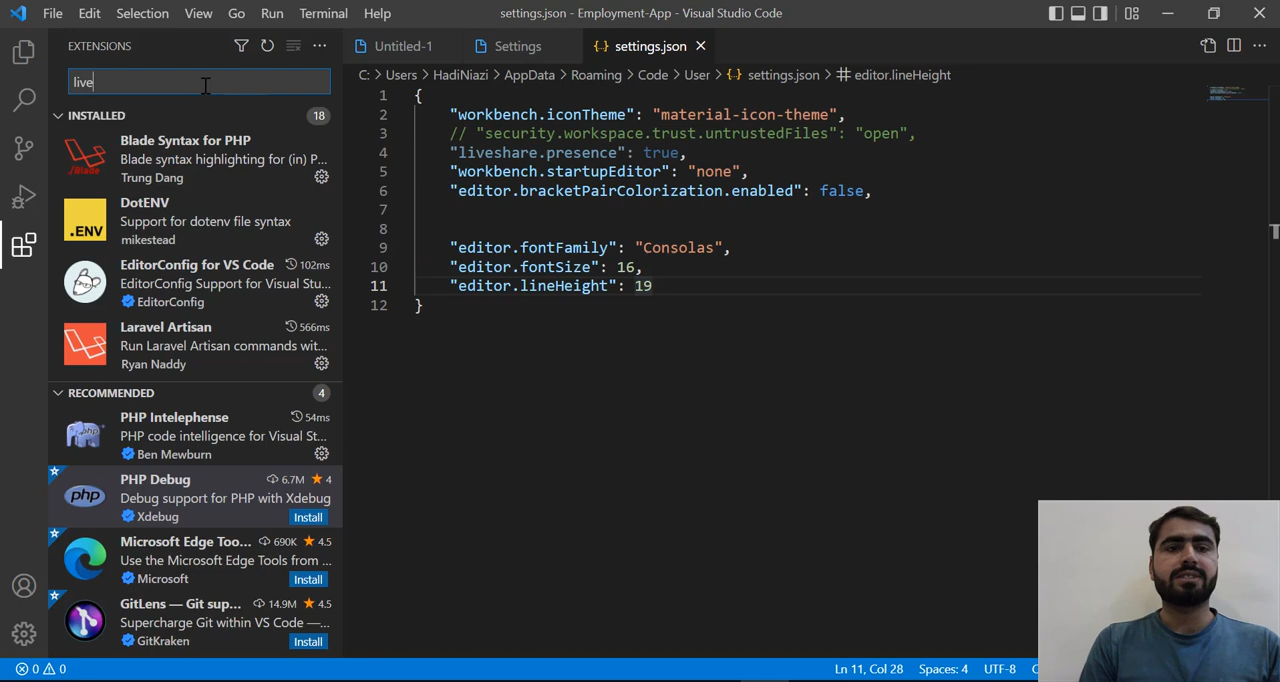 File Edit Selection View Go Run Terminal Help
settings.json - Employment-App - Visual Studio Code
EXTENSIONS
live
INSTALLED 18
Blade Syntax for PHP
Blade syntax highlighting for (in) P...
Trung Dang
DotENV
Support for dotenv file syntax
mikestead
EditorConfig for VS Code 102ms
EditorConfig Support for Visual Stu...
EditorConfig
Laravel Artisan 566ms
Run Laravel Artisan commands wit...
Ryan Naddy
RECOMMENDED 4
PHP Intelephense 54ms
PHP code intelligence for Visual St...
Ben Mewburn
PHP Debug 6.7M 4
Debug support for PHP with Xdebug
Xdebug Install
Microsoft Edge Too... 690K 4.5
Use the Microsoft Edge Tools from ...
Microsoft Install
GitLens — Git sup... 14.9M 4.5
Supercharge Git within VS Code —...
GitKraken Install
Untitled-1 Settings {} settings.json
C: > Users > HadiNiazi > AppData > Roaming > Code > User > {} settings.json > # editor.lineHeight
1 {
2 "workbench.iconTheme": "material-icon-theme",
3 // "security.workspace.trust.untrustedFiles": "open",
4 "liveshare.presence": true,
5 "workbench.startupEditor": "none",
6 "editor.bracketPairColorization.enabled": false,
7
8
9 "editor.fontFamily": "Consolas",
10 "editor.fontSize": 16,
11 "editor.lineHeight": 19
12 }
.ENV
php
0 0 Ln 11, Col 28 Spaces: 4 UTF-8